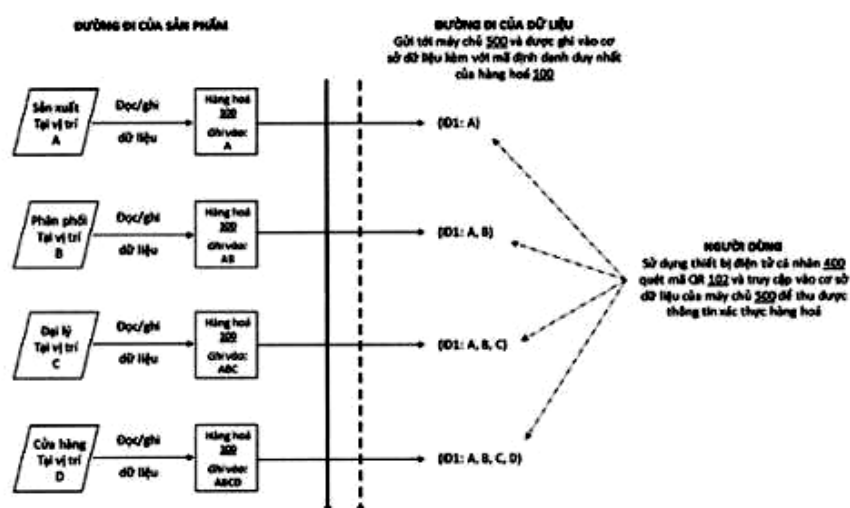 ĐƯỜNG ĐI CỦA SẢN PHẨM
ĐƯỜNG ĐI CỦA DỮ LIỆU
Gửi tới máy chủ 500 và được ghi vào cơ
sở dữ liệu kèm với mã định danh duy nhất
của hàng hoá 100
Sản xuất
Tại vị trí
A
Đọc/ghi
dữ liệu
Hàng hoá
100
Ghi vào:
A
(ID1: A)
Phân phối
Tại vị trí
B
Đọc/ghi
dữ liệu
Hàng hoá
100
Ghi vào:
AB
(ID1: A, B)
NGƯỜI DÙNG
Sử dụng thiết bị điện tử cá nhân 400
quét mã QR 102 và truy cập vào cơ sở
dữ liệu của máy chủ 500 để thu được
thông tin xác thực hàng hoá
Đại lý
Tại vị trí
C
Đọc/ghi
dữ liệu
Hàng hoá
100
Ghi vào:
ABC
(ID1: A, B, C)
Cửa hàng
Tại vị trí
D
Đọc/ghi
dữ liệu
Hàng hoá
100
Ghi vào:
ABCD
(ID1: A, B, C, D)